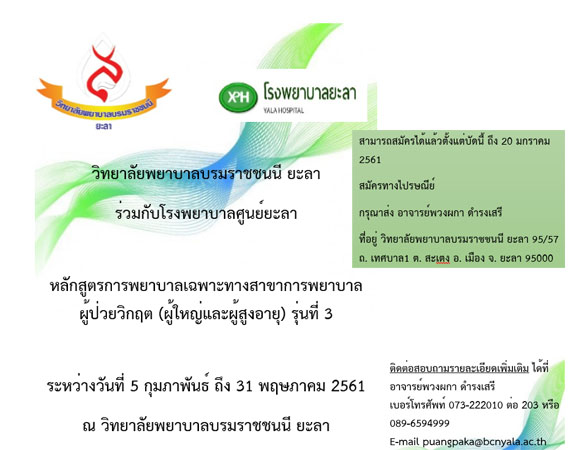 วิทยาลัยพยาบาลบรมราชชนนี
ยะลา
XPH
โรงพยาบาลยะลา
YALA HOSPITAL
วิทยาลัยพยาบาลบรมราชชนนี ยะลา
ร่วมกับโรงพยาบาลศูนย์ยะลา
หลักสูตรการพยาบาลเฉพาะทางสาขาการพยาบาล
ผู้ป่วยวิกฤต (ผู้ใหญ่และผู้สูงอายุ) รุ่นที่ 3
ระหว่างวันที่ 5 กุมภาพันธ์ ถึง 31 พฤษภาคม 2561
ณ วิทยาลัยพยาบาลบรมราชชนนี ยะลา
สามารถสมัครได้แล้วตั้งแต่บัดนี้ ถึง 20 มกราคม
2561
สมัครทางไปรษณีย์
กรุณาส่ง อาจารย์พวงผกา ดำรงเสรี
ที่อยู่ วิทยาลัยพยาบาลบรมราชชนนี ยะลา 95/57
ถ. เทศบาล1 ต. สะเตง อ. เมือง จ. ยะลา 95000
ติดต่อสอบถามรายละเอียดเพิ่มเติม ได้ที่
อาจารย์พวงผกา ดำรงเสรี
เบอร์โทรศัพท์ 073-222010 ต่อ 203 หรือ
089-6594999
E-mail puangpaka@bcnyala.ac.th